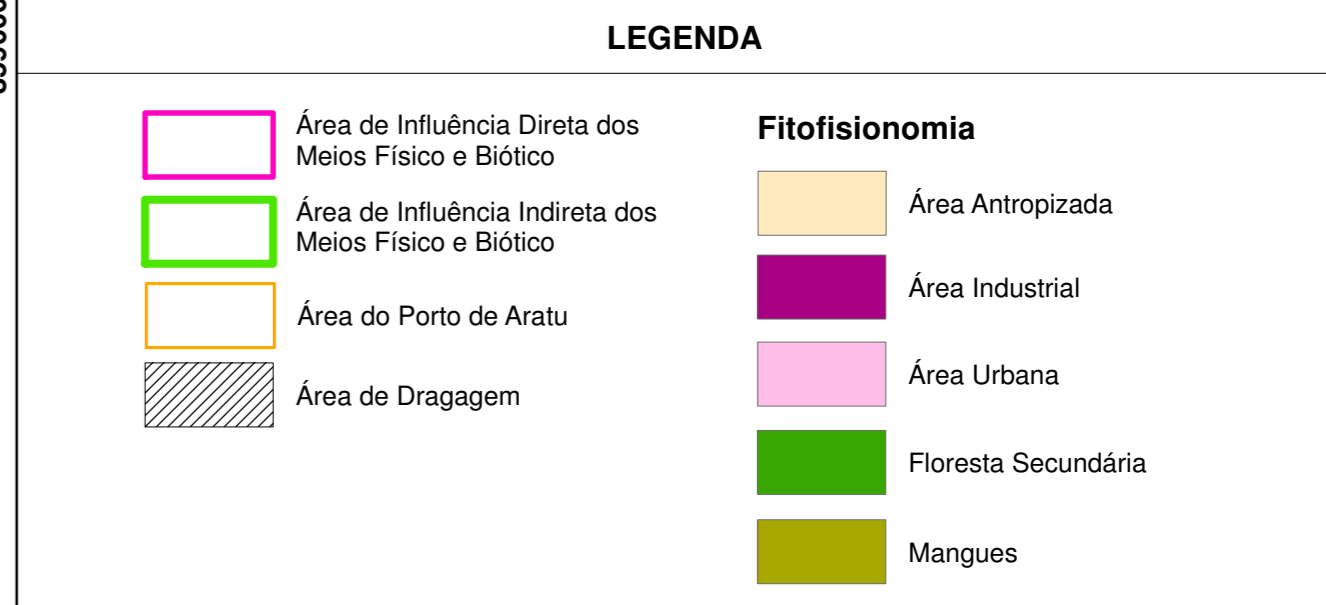 LEGENDA
Área de Influência Direta dos
Meios Físico e Biótico
Área de Influência Indireta dos
Meios Físico e Biótico
Área do Porto de Aratu
Área de Dragagem
Fitofisionomia
Área Antropizada
Área Industrial
Área Urbana
Floresta Secundária
Mangues